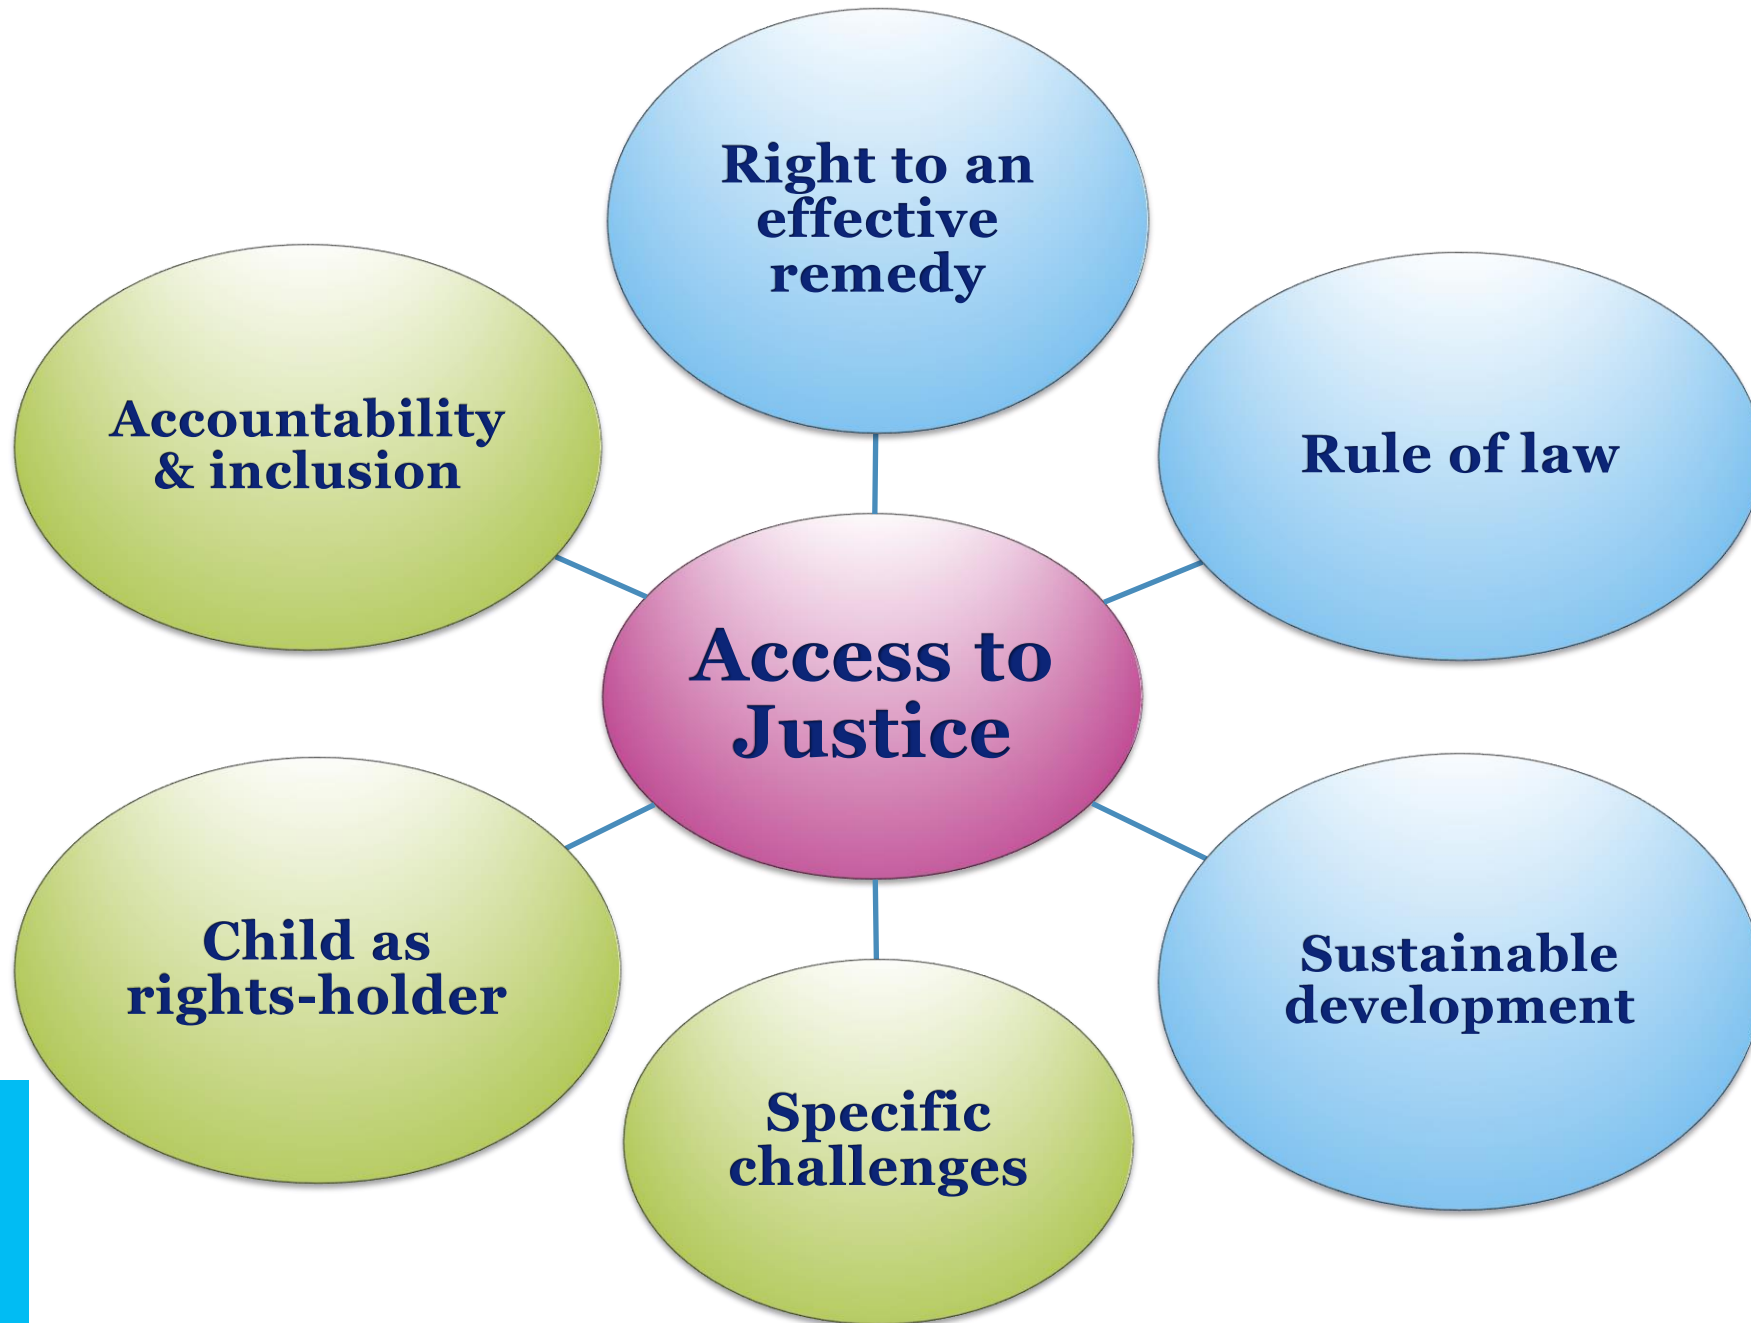 Right to an
effective
remedy
Accountability
& inclusion
Rule of law
Access to
Justice
Child as
rights-holder
Sustainable
development
Specific
challenges